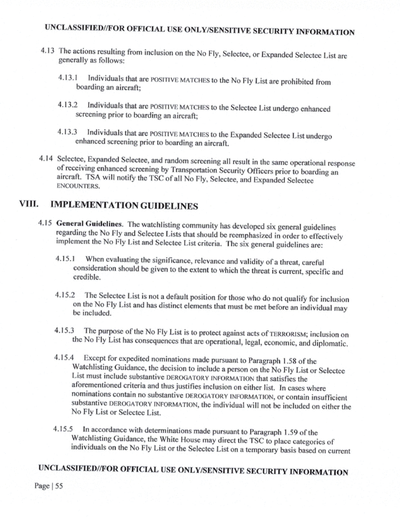 UNCLASSIFIED//FOR OFFICIAL USE ONLY/SENSITIVE SECURITY INFORMATION
4.13 The actions resulting from inclusion on the No Fly, Selectee, or Expanded Selectee List are
generally as follows:
4.13.1 Individuals that are POSITIVE MATCHES to the No Fly List are prohibited from
boarding an aircraft;
4.13.2 Individuals that are POSITIVE MATCHES to the Selectee List undergo enhanced
screening prior to boarding an aircraft;
4.13.3 Individuals that are POSITIVE MATCHES to the Expanded Selectee List undergo
enhanced screening prior to boarding an aircraft.
4.14 Selectee, Expanded Selectee, and random screening all result in the same operational response
of receiving enhanced screening by Transportation Security Officers prior to boarding an
aircraft. TSA will notify the TSC of all No Fly, Selectee, and Expanded Selectee
ENCOUNTERS.
VIII. IMPLEMENTATION GUIDELINES
4.15 General Guidelines. The watchlisting community has developed six general guidelines
regarding the No Fly and Selectee Lists that should be reemphasized in order to effectively
implement the No Fly List and Selectee List criteria. The six general guidelines are:
4.15.1 When evaluating the significance, relevance and validity of a threat, careful
consideration should be given to the extent to which the threat is current, specific and
credible.
4.15.2 The Selectee List is not a default position for those who do not qualify for inclusion
on the No Fly List and has distinct elements that must be met before an individual may
be included.
4.15.3 The purpose of the No Fly List is to protect against acts of TERRORISM; inclusion on
the No Fly List has consequences that are operational, legal, economic, and diplomatic.
4.15.4 Except for expedited nominations made pursuant to Paragraph 1.58 of the
Watchlisting Guidance, the decision to include a person on the No Fly List or Selectee
List must include substantive DEROGATORY INFORMATION that satisfies the
aforementioned criteria and thus justifies inclusion on either list. In cases where
nominations contain no substantive DEROGATORY INFORMATION, or contain insufficient
substantive DEROGATORY INFORMATION, the individual will not be included on either the
No Fly List or Selectee List.
4.15.5 In accordance with determinations made pursuant to Paragraph 1.59 of the
Watchlisting Guidance, the White House may direct the TSC to place categories of
individuals on the No Fly List or the Selectee List on a temporary basis based on current
UNCLASSIFIED//FOR OFFICIAL USE ONLY/SENSITIVE SECURITY INFORMATION
Page | 55